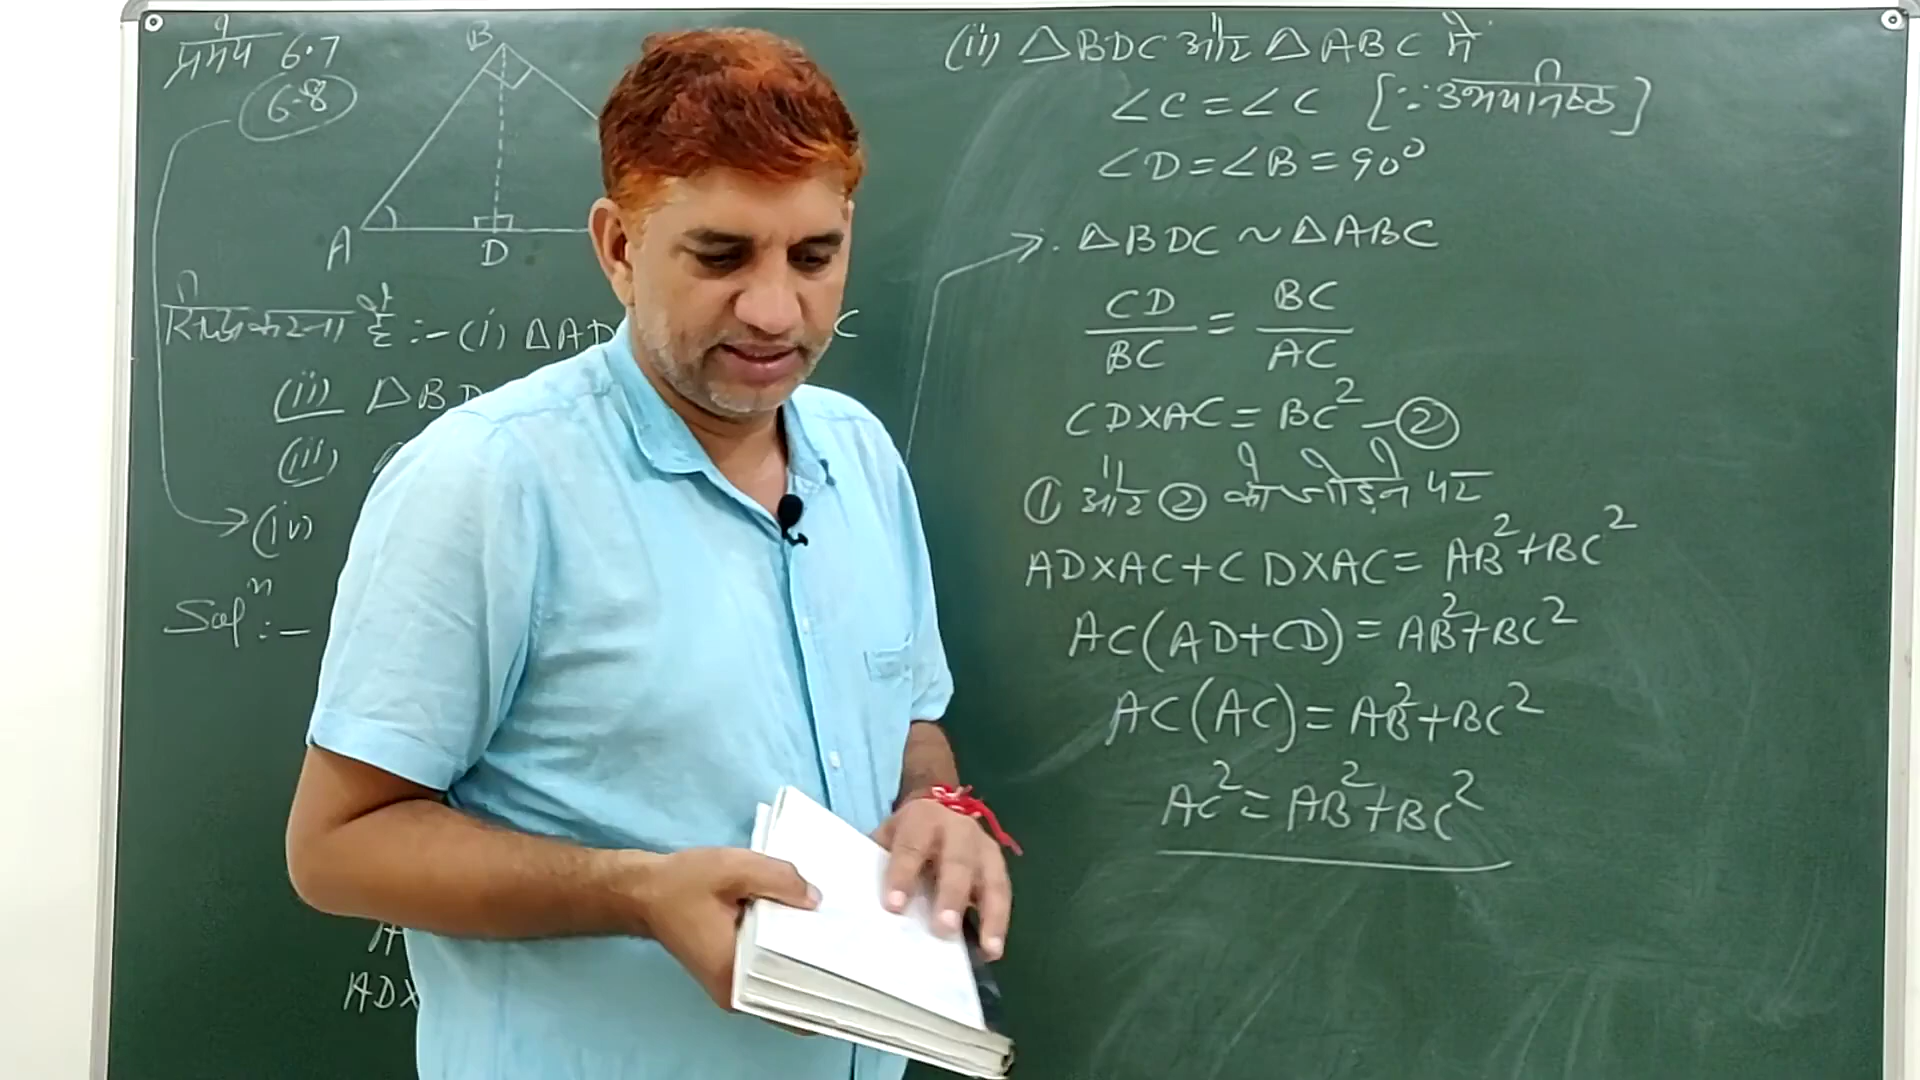 प्रमेय 6.7
6.8
B
A
D
सिद्ध करना है :- (i) △AD C
(ii) △BD
(iii)
(iv)
Solⁿ :-
ADX
(ii) △BDC और △ABC में
∠C = ∠C [∵ उभयनिष्ठ]
∠D = ∠B = 90°
∴ △BDC ~ △ABC
CD/BC = BC/AC
CD×AC = BC² -②
① और ② को जोड़ने पर
AD×AC + CD×AC = AB² + BC²
AC(AD+CD) = AB² + BC²
AC(AC) = AB² + BC²
AC² = AB² + BC²